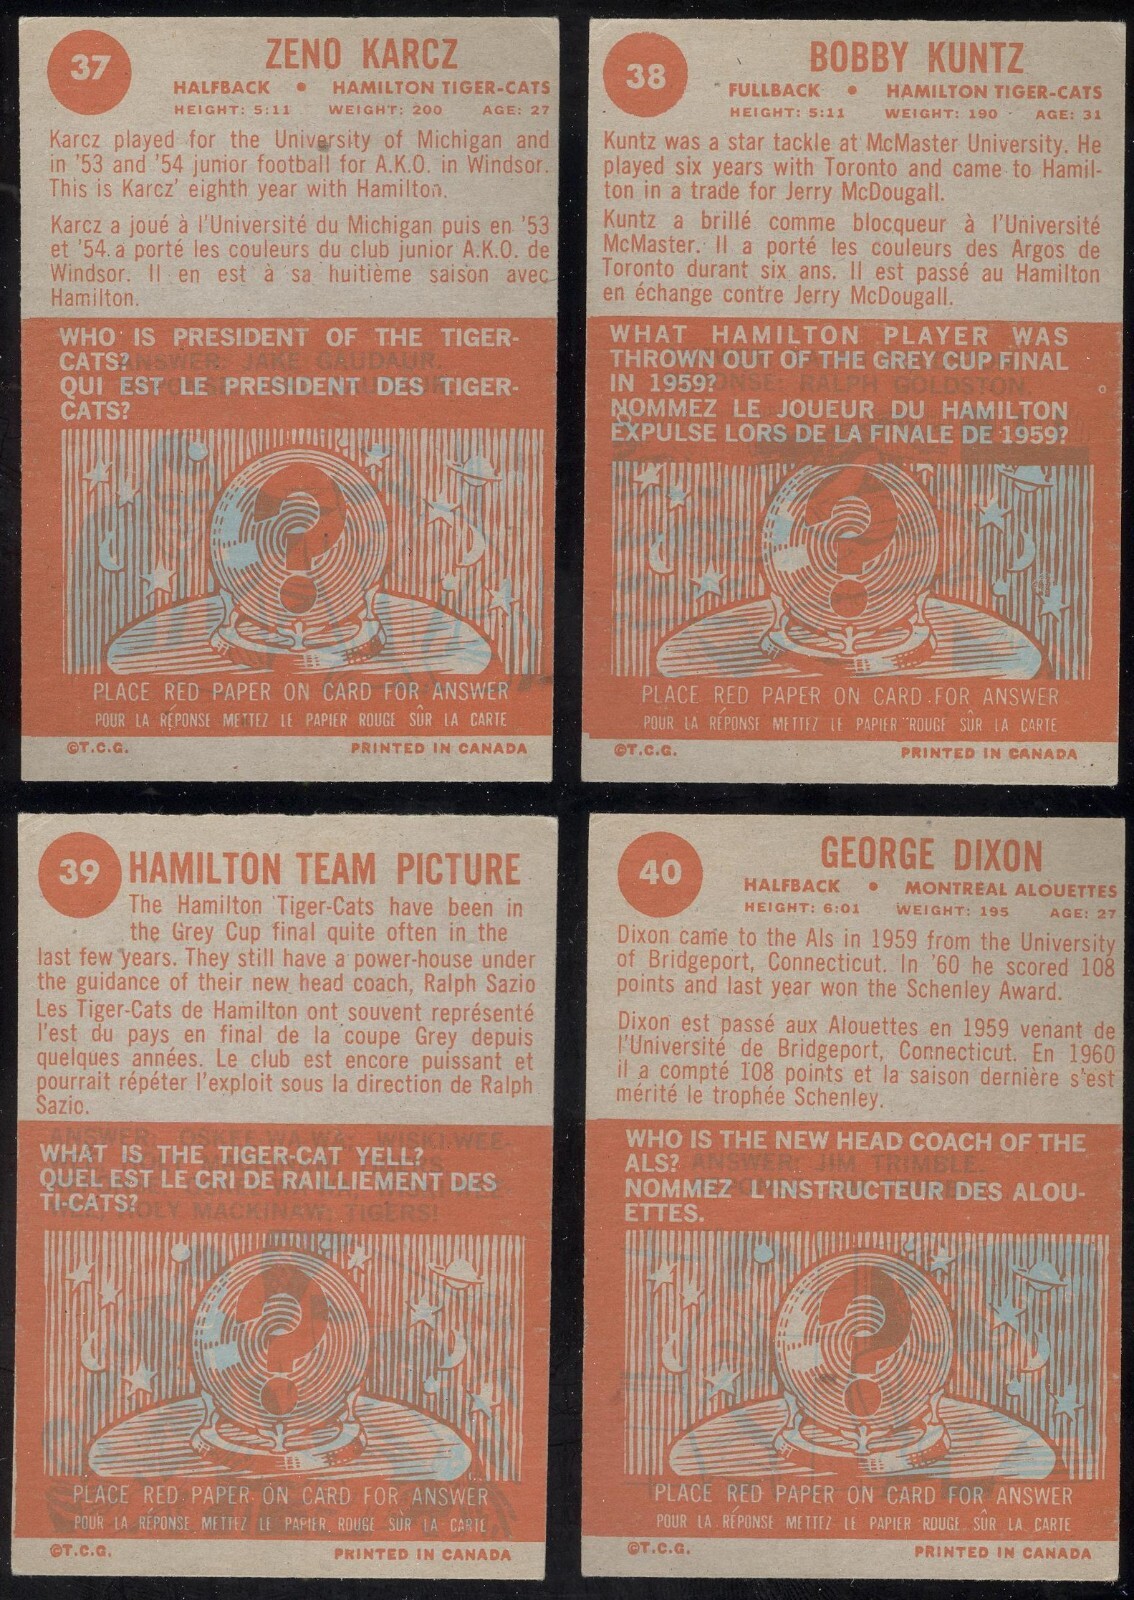 37
ZENO KARCZ
HALFBACK • HAMILTON TIGER-CATS
HEIGHT: 5:11 WEIGHT: 200 AGE: 27
Karcz played for the University of Michigan and
in '53 and '54 junior football for A.K.O. in Windsor.
This is Karcz' eighth year with Hamilton.
Karcz a joué à l'Université du Michigan puis en '53
et '54 a porté les couleurs du club junior A.K.O. de
Windsor. Il en est à sa huitième saison avec
Hamilton.
WHO IS PRESIDENT OF THE TIGER-
CATS?
ANSWER: JAKE GAUDAUR.
QUI EST LE PRESIDENT DES TIGER-
CATS?
PLACE RED PAPER ON CARD FOR ANSWER
POUR LA RÉPONSE METTEZ LE PAPIER ROUGE SÛR LA CARTE
©T.C.G. PRINTED IN CANADA
38
BOBBY KUNTZ
FULLBACK • HAMILTON TIGER-CATS
HEIGHT: 5:11 WEIGHT: 190 AGE: 31
Kuntz was a star tackle at McMaster University. He
played six years with Toronto and came to Hamil-
ton in a trade for Jerry McDougall.
Kuntz a brillé comme blocqueur à l'Université
McMaster. Il a porté les couleurs des Argos de
Toronto durant six ans. Il est passé au Hamilton
en échange contre Jerry McDougall.
WHAT HAMILTON PLAYER WAS
THROWN OUT OF THE GREY CUP FINAL
IN 1959?
RALPH GOLDSTON
NOMMEZ LE JOUEUR DU HAMILTON
EXPULSE LORS DE LA FINALE DE 1959?
PLACE RED PAPER ON CARD FOR ANSWER
POUR LA RÉPONSE METTEZ LE PAPIER ROUGE SÛR LA CARTE
©T.C.G. PRINTED IN CANADA
39
HAMILTON TEAM PICTURE
The Hamilton Tiger-Cats have been in
the Grey Cup final quite often in the
last few years. They still have a power-house under
the guidance of their new head coach, Ralph Sazio
Les Tiger-Cats de Hamilton ont souvent représenté
l'est du pays en final de la coupe Grey depuis
quelques années. Le club est encore puissant et
pourrait répéter l'exploit sous la direction de Ralph
Sazio.
ANSWER: OSKEE-WA-WA; WISKI-WEE
WHAT IS THE TIGER-CAT YELL?
QUEL EST LE CRI DE RAILLIEMENT DES
TI-CATS?
WEE, HOLY MACKINAW, TIGERS!
PLACE RED PAPER ON CARD FOR ANSWER
POUR LA RÉPONSE METTEZ LE PAPIER ROUGE SÛR LA CARTE
©T.C.G. PRINTED IN CANADA
40
GEORGE DIXON
HALFBACK • MONTRÉAL ALOUETTES
HEIGHT: 6:01 WEIGHT: 195 AGE: 27
Dixon came to the Als in 1959 from the University
of Bridgeport, Connecticut. In '60 he scored 108
points and last year won the Schenley Award.
Dixon est passé aux Alouettes en 1959 venant de
l'Université de Bridgeport, Connecticut. En 1960
il a compté 108 points et la saison dernière s'est
mérité le trophée Schenley.
WHO IS THE NEW HEAD COACH OF THE
ALS?
ANSWER: JIM TRIMBLE.
NOMMEZ L'INSTRUCTEUR DES ALOU-
ETTES.
PLACE RED PAPER ON CARD FOR ANSWER
POUR LA RÉPONSE METTEZ LE PAPIER ROUGE SÛR LA CARTE
©T.C.G. PRINTED IN CANADA